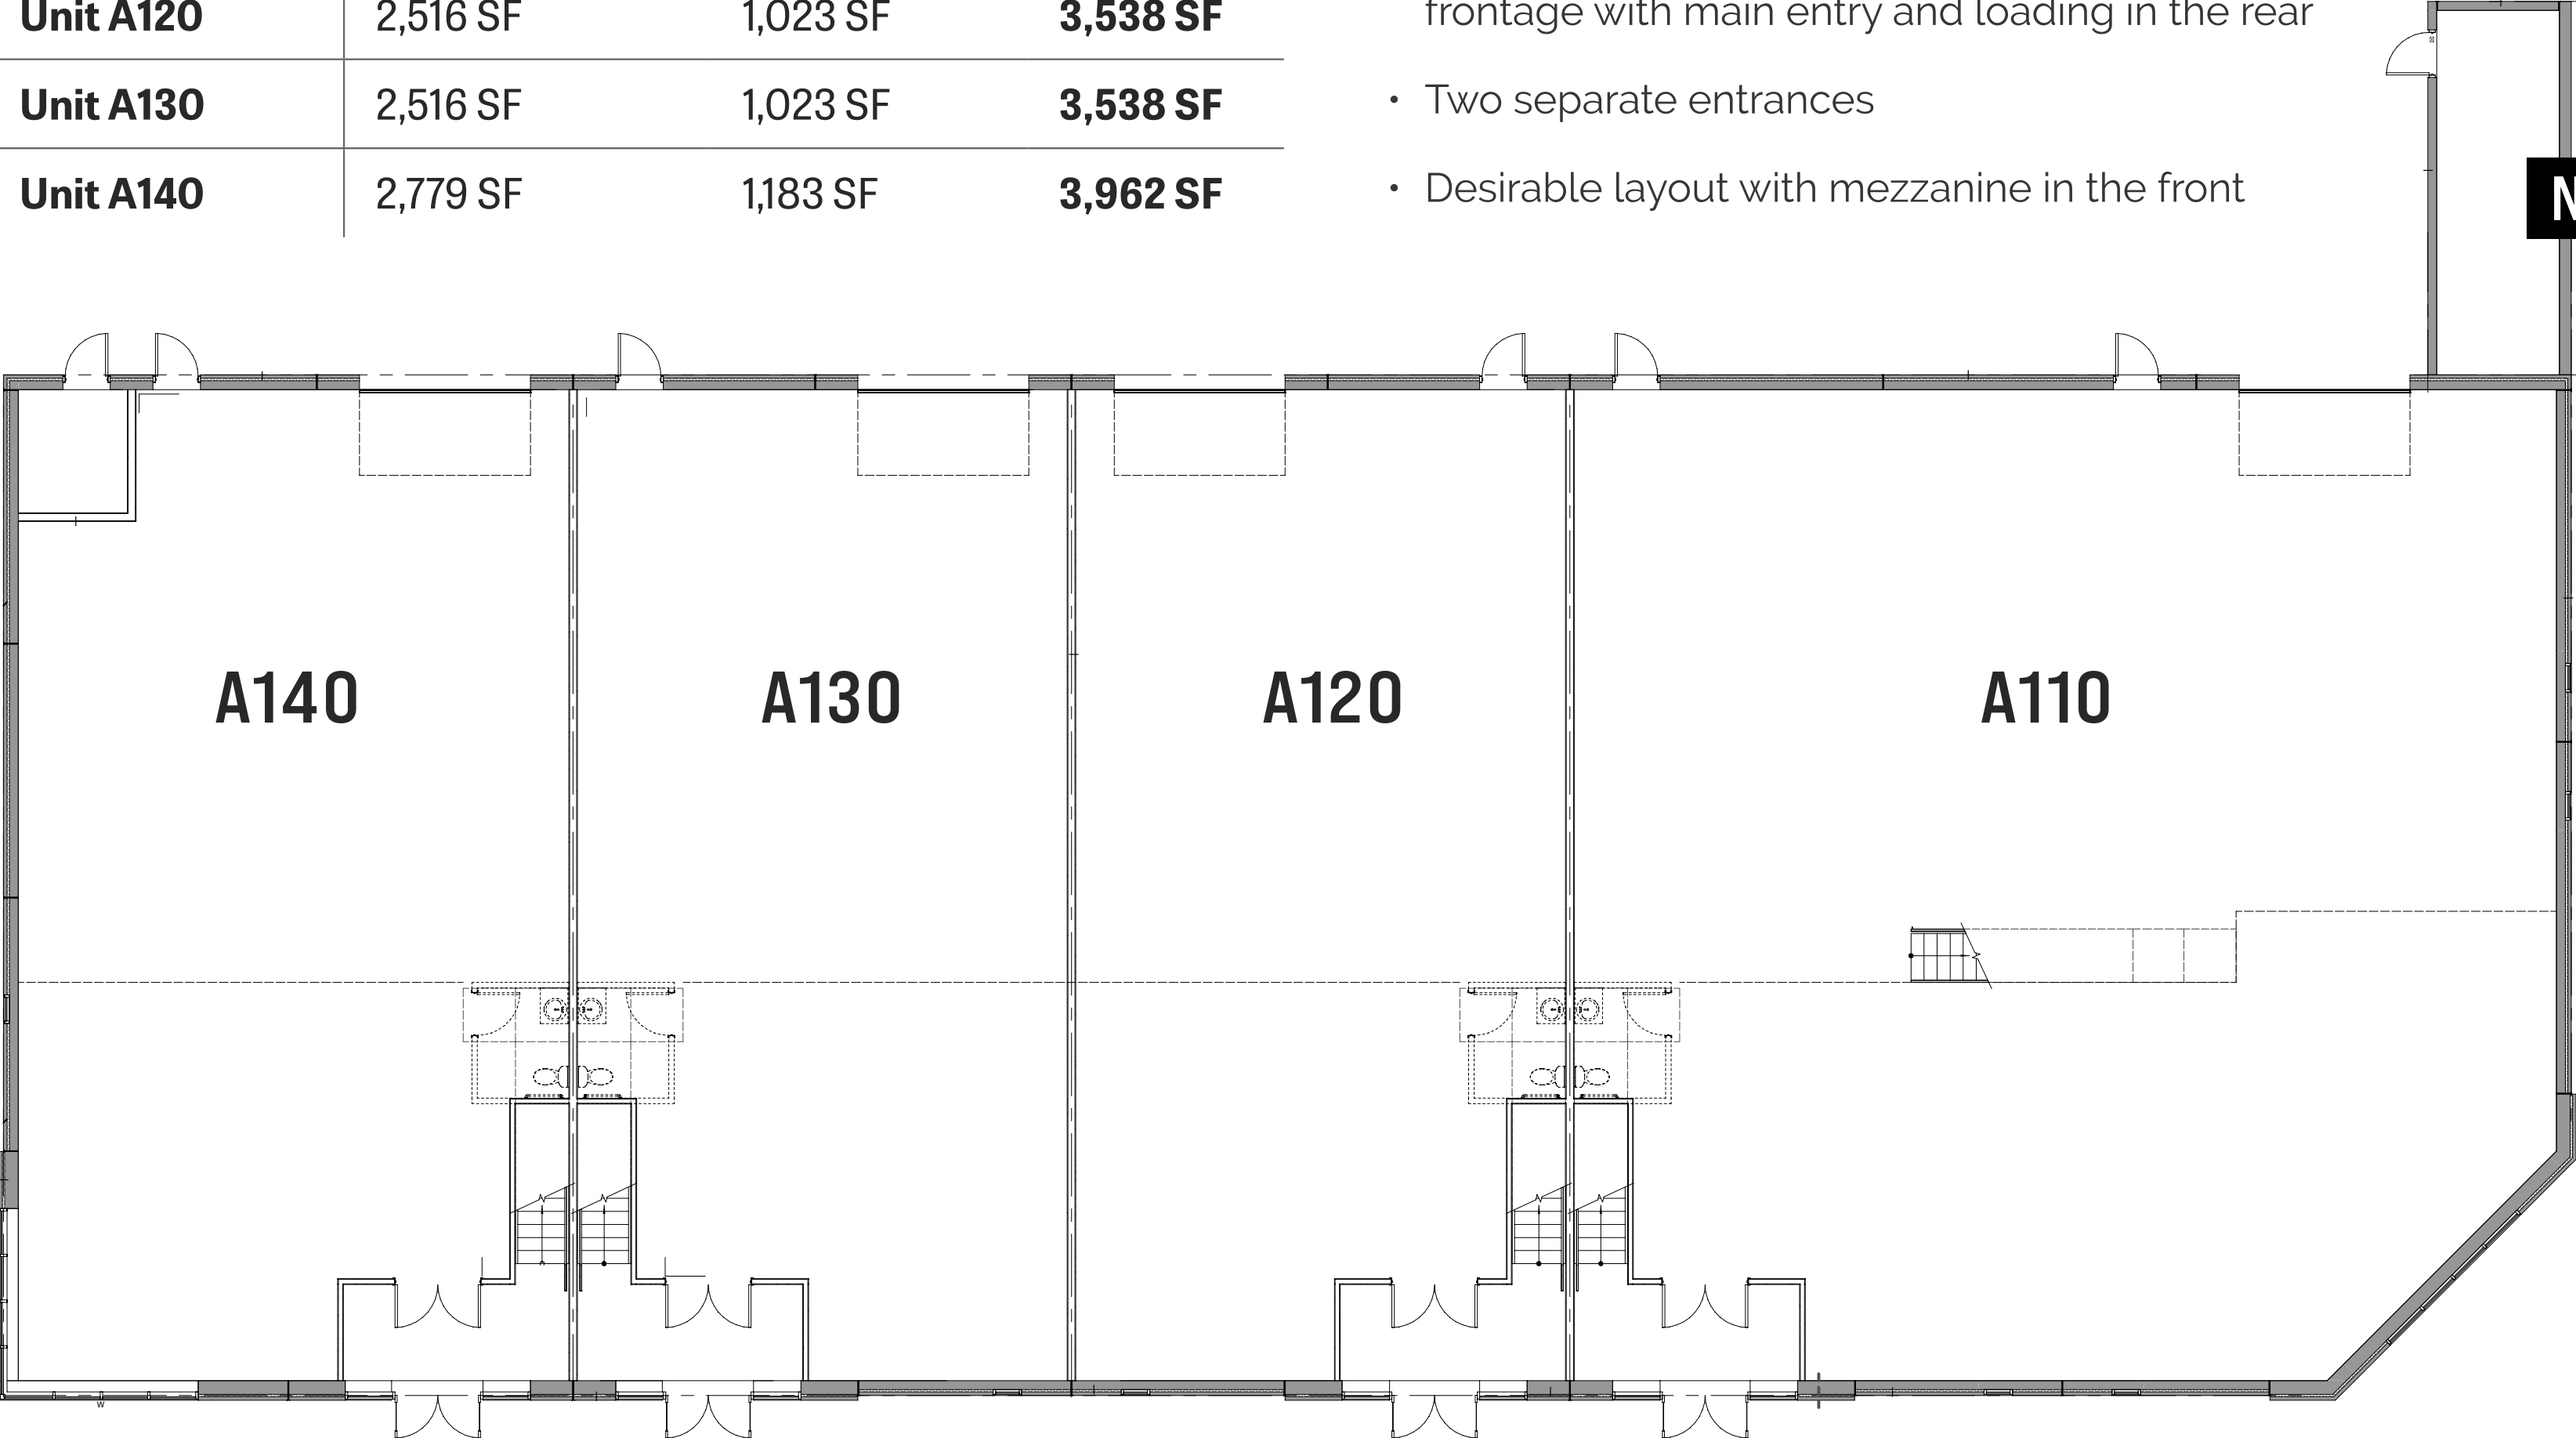 Unit A120 2,516 SF 1,023 SF 3,538 SF
Unit A130 2,516 SF 1,023 SF 3,538 SF
Unit A140 2,779 SF 1,183 SF 3,962 SF
frontage with main entry and loading in the rear
• Two separate entrances
• Desirable layout with mezzanine in the front
N
A140 A130 A120 A110
W